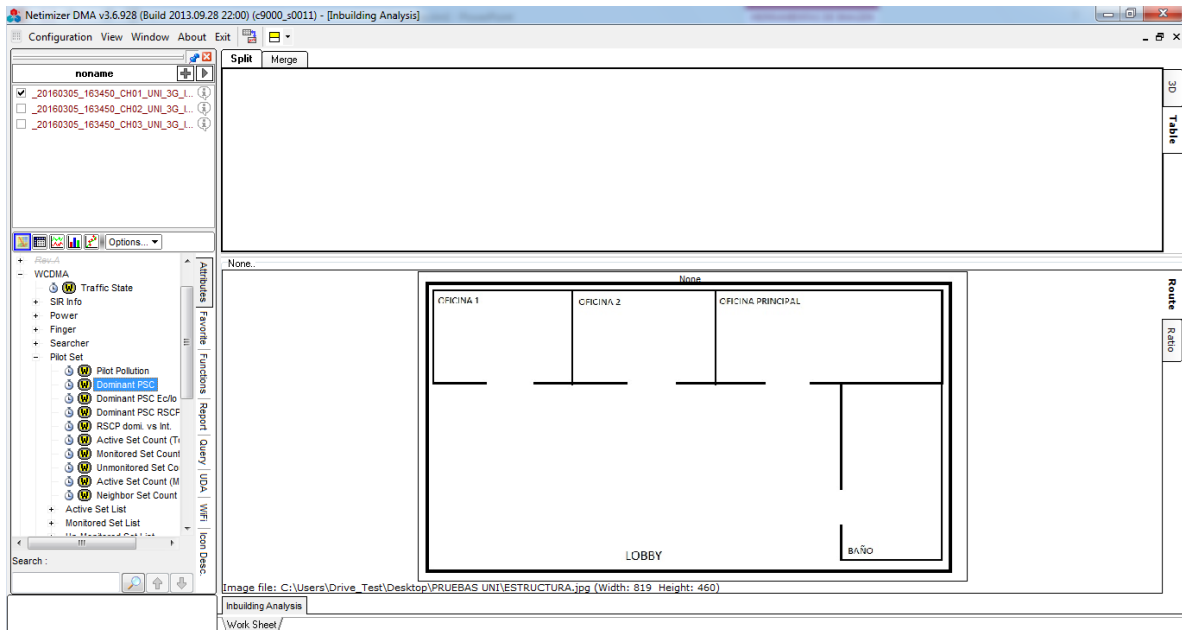 Netimizer DMA v3.6.928 (Build 2013.09.28 22:00) (c9000_s0011) - [Inbuilding Analysis]
Configuration View Window About Exit
noname
_20160305_163450_CH01_UNI_3G_I...
_20160305_163450_CH02_UNI_3G_I...
_20160305_163450_CH03_UNI_3G_I...
Options...
Rev.A
WCDMA
Traffic State
SIR Info
Power
Finger
Searcher
Pilot Set
Pilot Pollution
Dominant PSC
Dominant PSC Ec/Io
Dominant PSC RSCP
RSCP domi. vs Int.
Active Set Count (T
Monitored Set Count
Unmonitored Set Co
Active Set Count (M
Neighbor Set Count
Active Set List
Monitored Set List
Search :
Attributes
Favorite
Functions
Report
Query
UDA
WiFi
Icon Desc.
Split Merge
3D
Table
None..
None
OFICINA 1 OFICINA 2 OFICINA PRINCIPAL
LOBBY
BAÑO
Route
Ratio
Image file: C:\Users\Drive_Test\Desktop\PRUEBAS UNI\ESTRUCTURA.jpg (Width: 819 Height: 460)
Inbuilding Analysis
\Work Sheet/